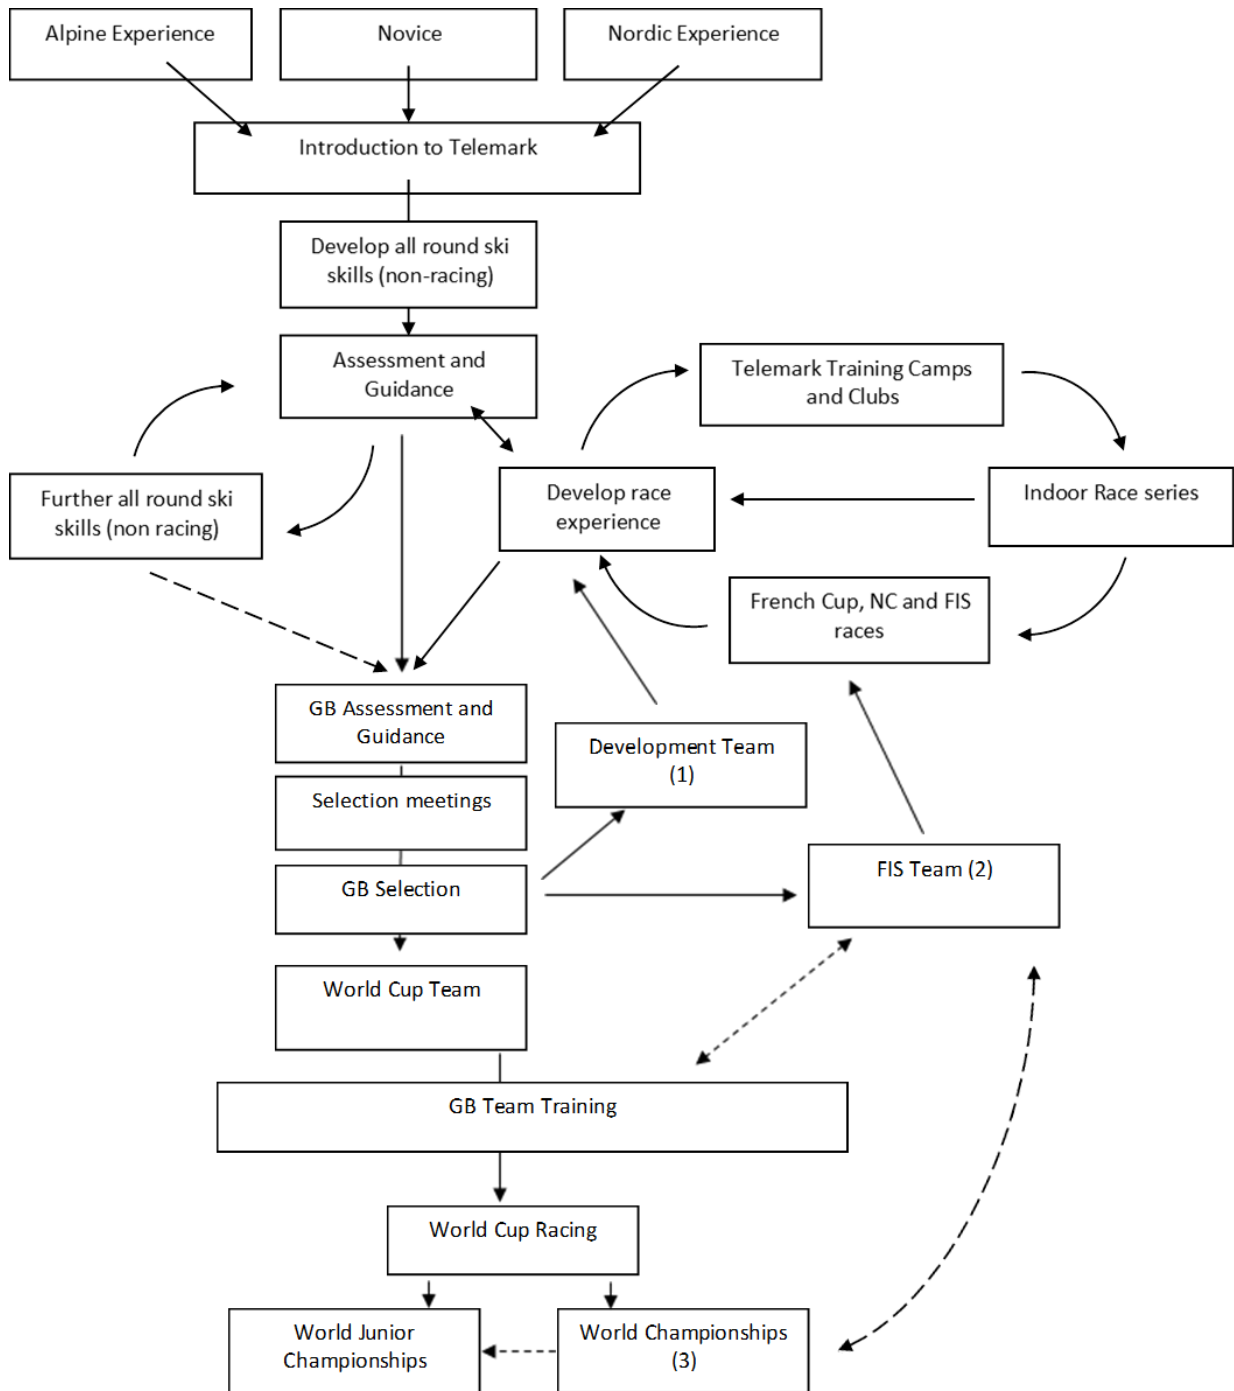 Alpine Experience
Novice
Nordic Experience
Introduction to Telemark
Develop all round ski
skills (non-racing)
Assessment and
Guidance
Telemark Training Camps
and Clubs
Further all round ski
skills (non racing)
Develop race
experience
Indoor Race series
French Cup, NC and FIS
races
GB Assessment and
Guidance
Development Team
(1)
Selection meetings
FIS Team (2)
GB Selection
World Cup Team
GB Team Training
World Cup Racing
World Junior
Championships
World Championships
(3)